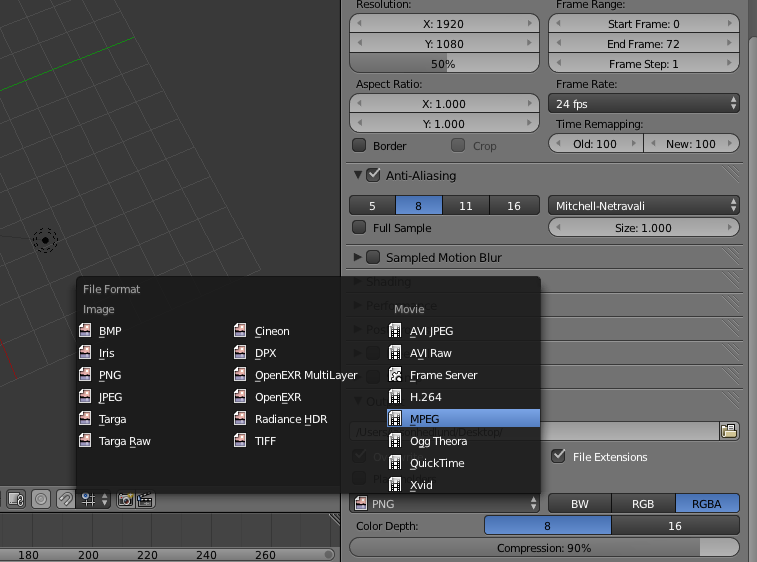 Resolution:
Frame Range:
X: 1920
Start Frame: 0
Y: 1080
End Frame: 72
50%
Frame Step: 1
Aspect Ratio:
Frame Rate:
X: 1.000
24 fps
Y: 1.000
Time Remapping:
Border
Crop
Old: 100
New: 100
Anti-Aliasing
5
8
11
16
Mitchell-Netravali
Full Sample
Size: 1.000
Sampled Motion Blur
Shading
File Format
Image
Movie
BMP
Cineon
AVI JPEG
Iris
DPX
AVI Raw
PNG
OpenEXR MultiLayer
Frame Server
JPEG
OpenEXR
H.264
Targa
Radiance HDR
MPEG
Targa Raw
TIFF
Ogg Theora
QuickTime
Xvid
File Extensions
PNG
BW
RGB
RGBA
Color Depth:
8
16
Compression: 90%
180
200
220
240
260